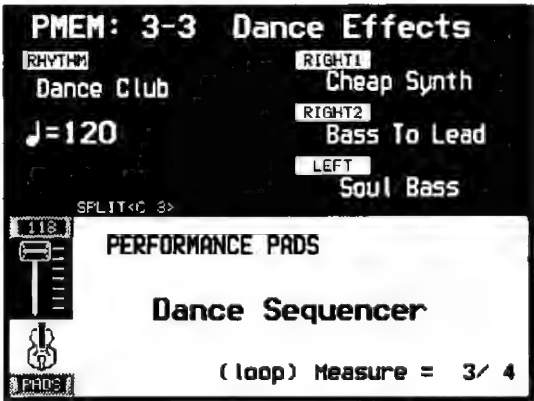 PMEM: 3-3 Dance Effects
RHYTHM
Dance Club
♩=120
RIGHT1
Cheap Synth
RIGHT2
Bass To Lead
LEFT
Soul Bass
SPLIT<C 3>
118
PERFORMANCE PADS
Dance Sequencer
(loop) Measure = 3/ 4
PADS